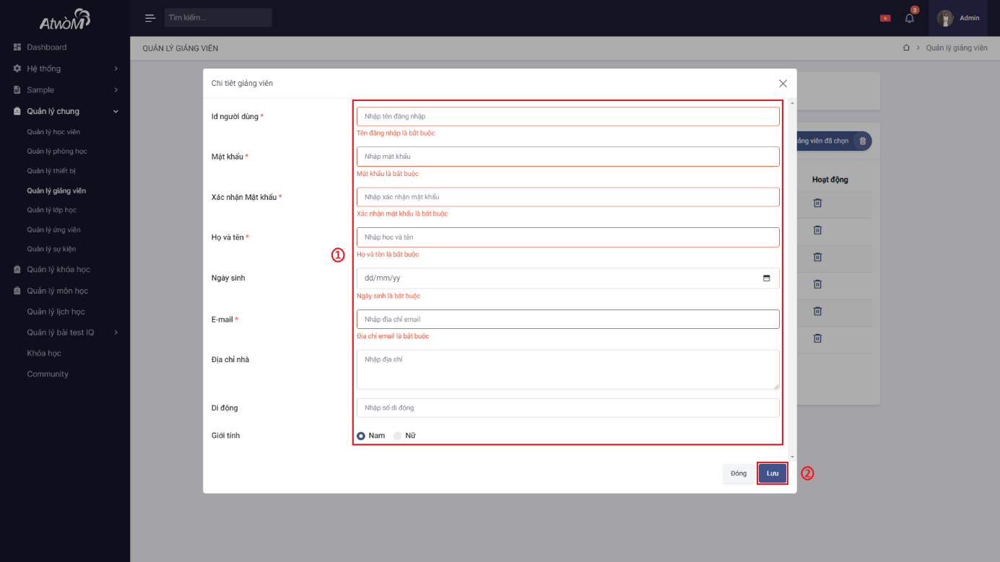 AtwoM
Tìm kiếm...
3
Admin
Dashboard
Hệ thống
Sample
Quản lý chung
Quản lý học viên
Quản lý phòng học
Quản lý thiết bị
Quản lý giảng viên
Quản lý lớp học
Quản lý ứng viên
Quản lý sự kiện
Quản lý khóa học
Quản lý môn học
Quản lý lịch học
Quản lý bài test IQ
Khóa học
Community
QUẢN LÝ GIẢNG VIÊN
Quản lý giảng viên
Chi tiết giảng viên
Id người dùng *
Nhập tên đăng nhập
Tên đăng nhập là bắt buộc
Mật khẩu *
Nhập mật khẩu
Mật khẩu là bắt buộc
Xác nhận Mật khẩu *
Nhập xác nhận mật khẩu
Xác nhận mật khẩu là bắt buộc
Họ và tên *
Nhập học và tên
Họ và tên là bắt buộc
1
Ngày sinh
dd/mm/yy
Ngày sinh là bắt buộc
E-mail *
Nhập địa chỉ email
Địa chỉ email là bắt buộc
Địa chỉ nhà
Nhập địa chỉ
Di động
Nhập số di động
Giới tính
Nam
Nữ
Đóng
Lưu
2
giảng viên đã chọn
Hoạt động